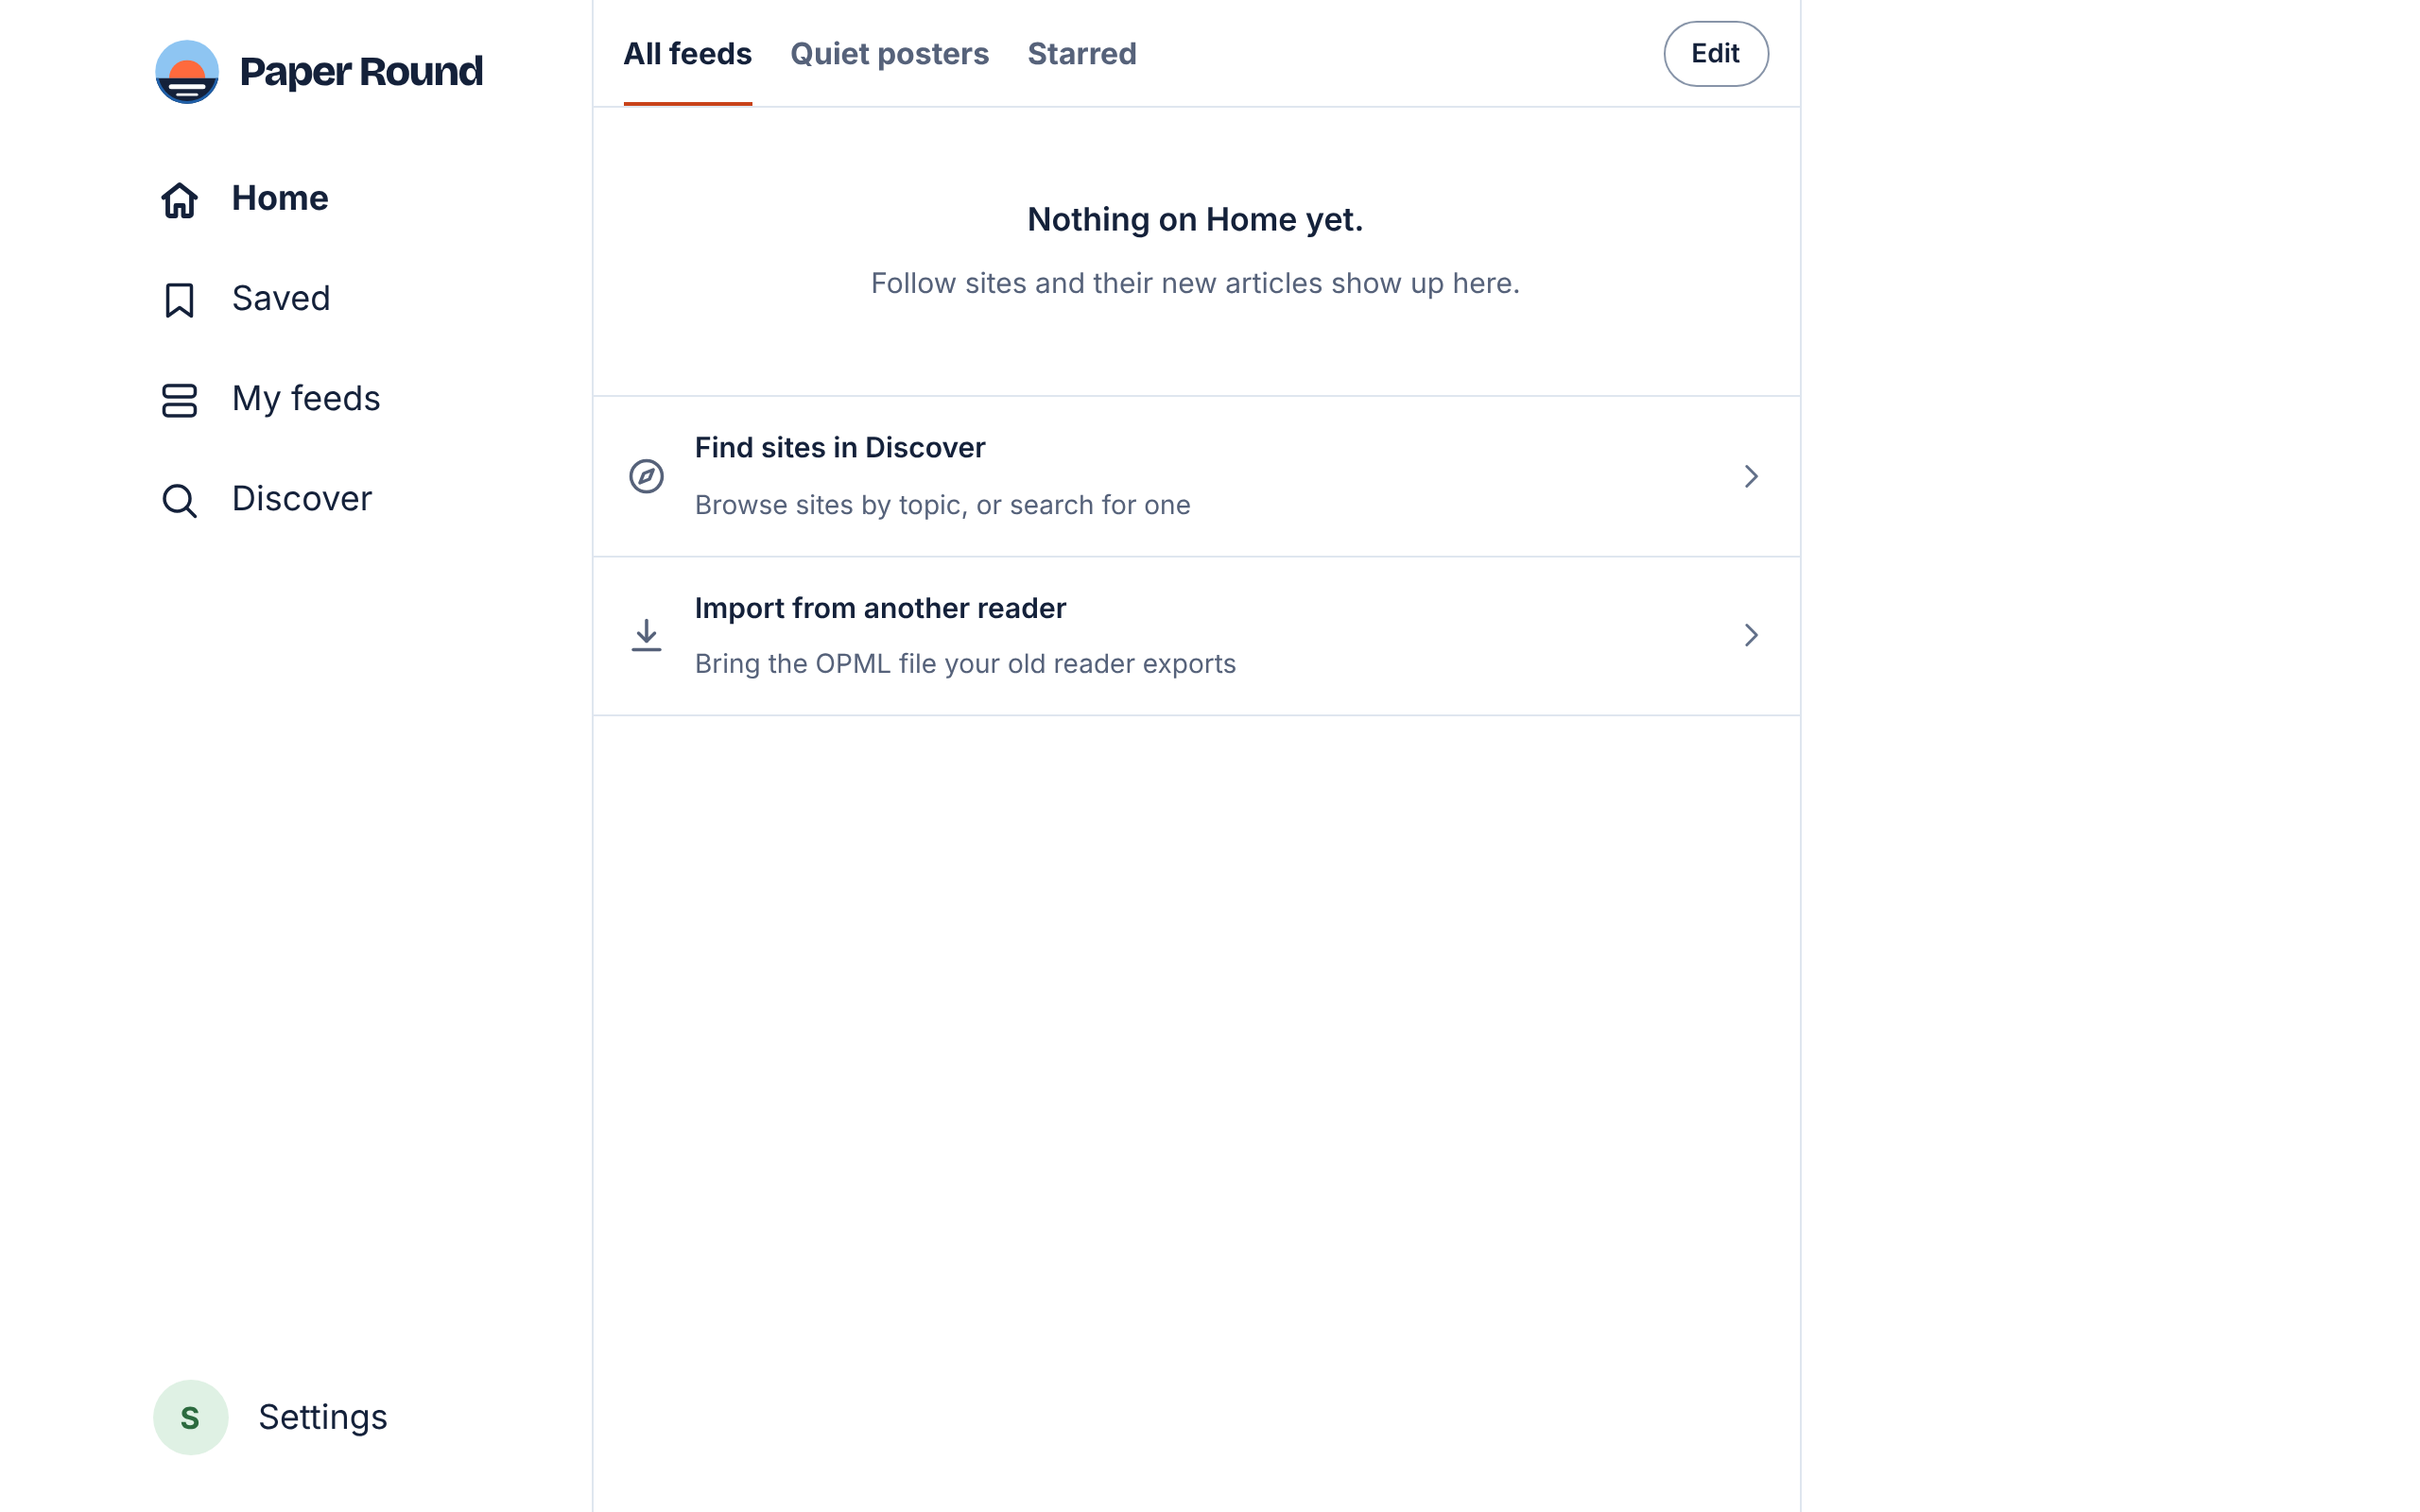 Paper Round
Home
Saved
My feeds
Discover
S
Settings
All feeds
Quiet posters
Starred
Edit
Nothing on Home yet.
Follow sites and their new articles show up here.
Find sites in Discover
Browse sites by topic, or search for one
Import from another reader
Bring the OPML file your old reader exports